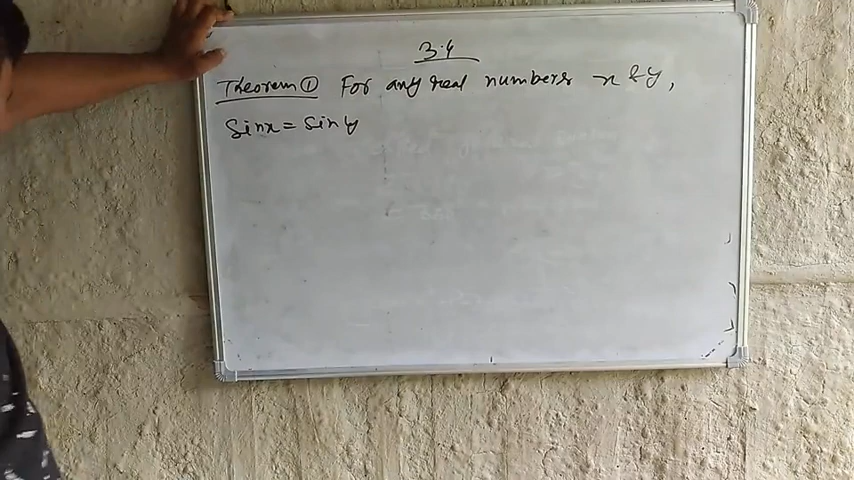 3.4
Theorem ① For any real numbers x & y,
Sinx = Siny